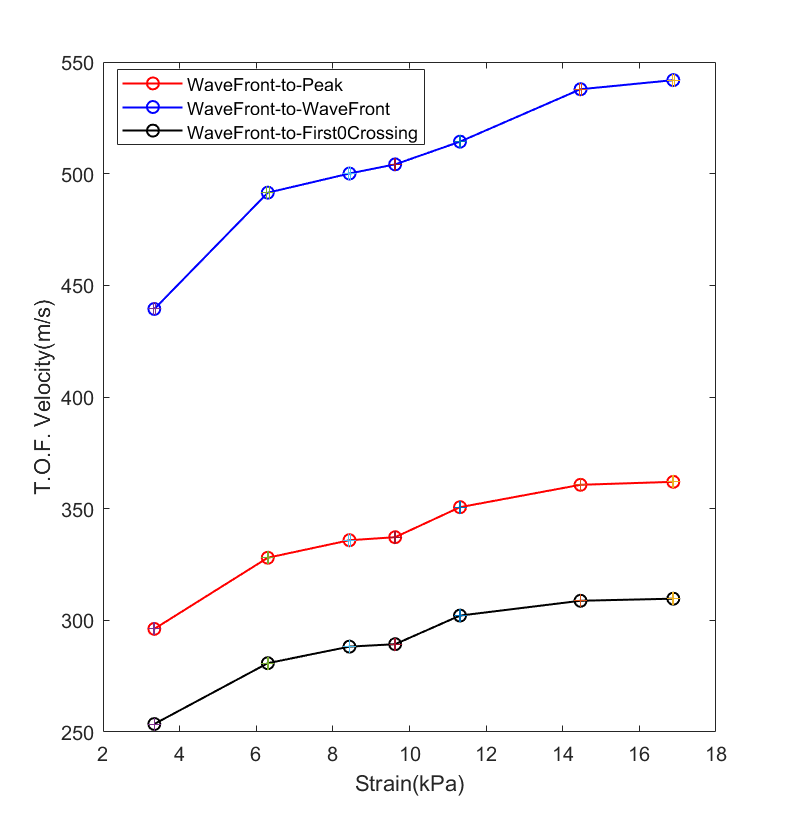 WaveFront-to-Peak
WaveFront-to-WaveFront
WaveFront-to-First0Crossing
550
500
450
400
350
300
250
T.O.F. Velocity(m/s)
2 4 6 8 10 12 14 16 18
Strain(kPa)